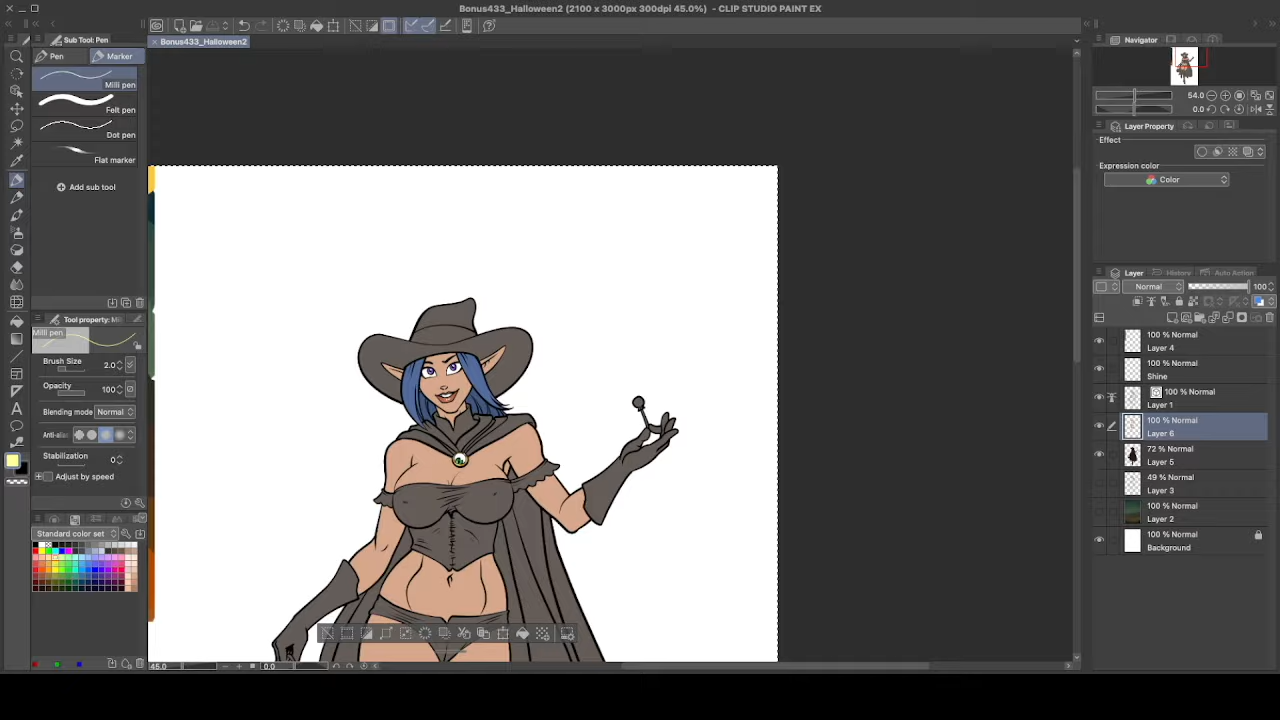 Bonus433_Halloween2 (2100 x 3000px 300dpi 45.0%) - CLIP STUDIO PAINT EX
Sub Tool: Pen
Bonus433_Halloween2
Navigator
Pen
Marker
Milli pen
Felt pen
Dot pen
Flat marker
Add sub tool
54.0
0.0
Layer Property
Effect
Expression color
Color
Layer
History
Auto Action
Normal
100
100 % Normal
Layer 4
100 % Normal
Shine
100 % Normal
Layer 1
100 % Normal
Layer 6
72 % Normal
Layer 5
49 % Normal
Layer 3
100 % Normal
Layer 2
100 % Normal
Background
Tool property: Mi
Milli pen
Brush Size
2.0
Opacity
100
Blending mode
Normal
Anti-alias
Stabilization
0
Adjust by speed
Standard color set
45.0
0.0